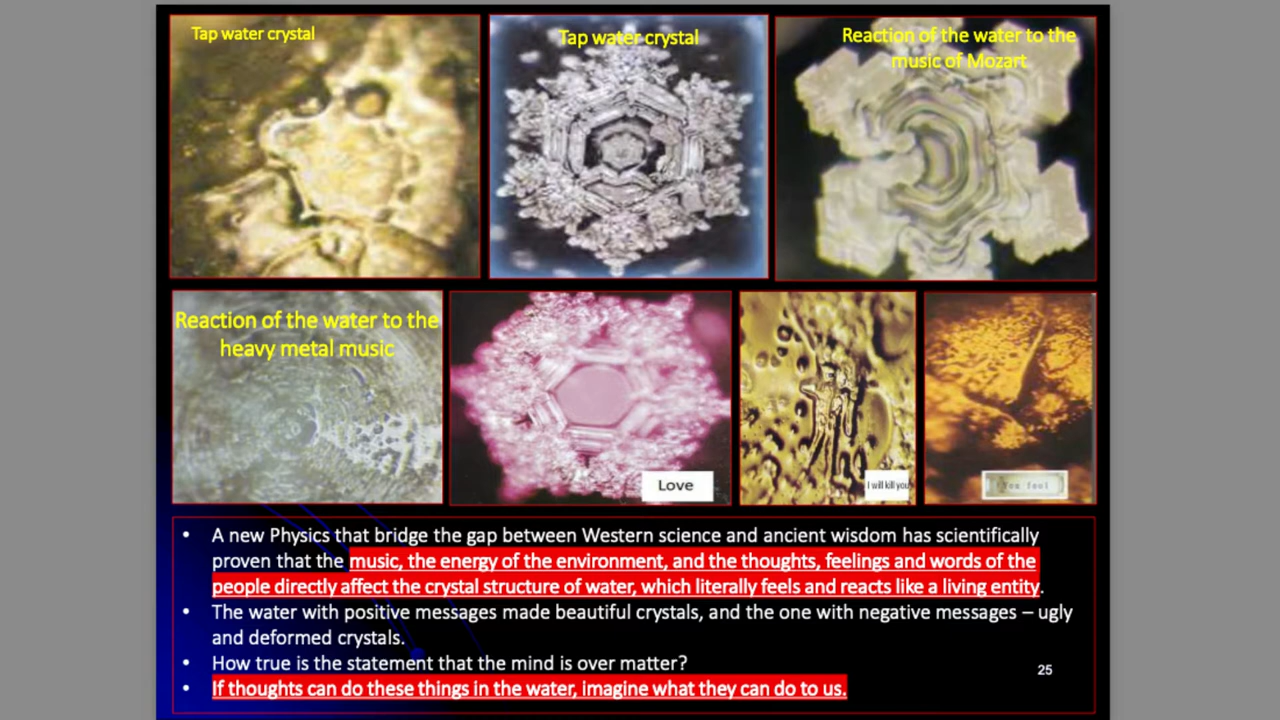 Tap water crystal
Tap water crystal
Reaction of the water to the
music of Mozart
Reaction of the water to the
heavy metal music
Love
I will kill you
You fool
• A new Physics that bridge the gap between Western science and ancient wisdom has scientifically
proven that the music, the energy of the environment, and the thoughts, feelings and words of the
people directly affect the crystal structure of water, which literally feels and reacts like a living entity.
• The water with positive messages made beautiful crystals, and the one with negative messages – ugly
and deformed crystals.
• How true is the statement that the mind is over matter?
25
• If thoughts can do these things in the water, imagine what they can do to us.